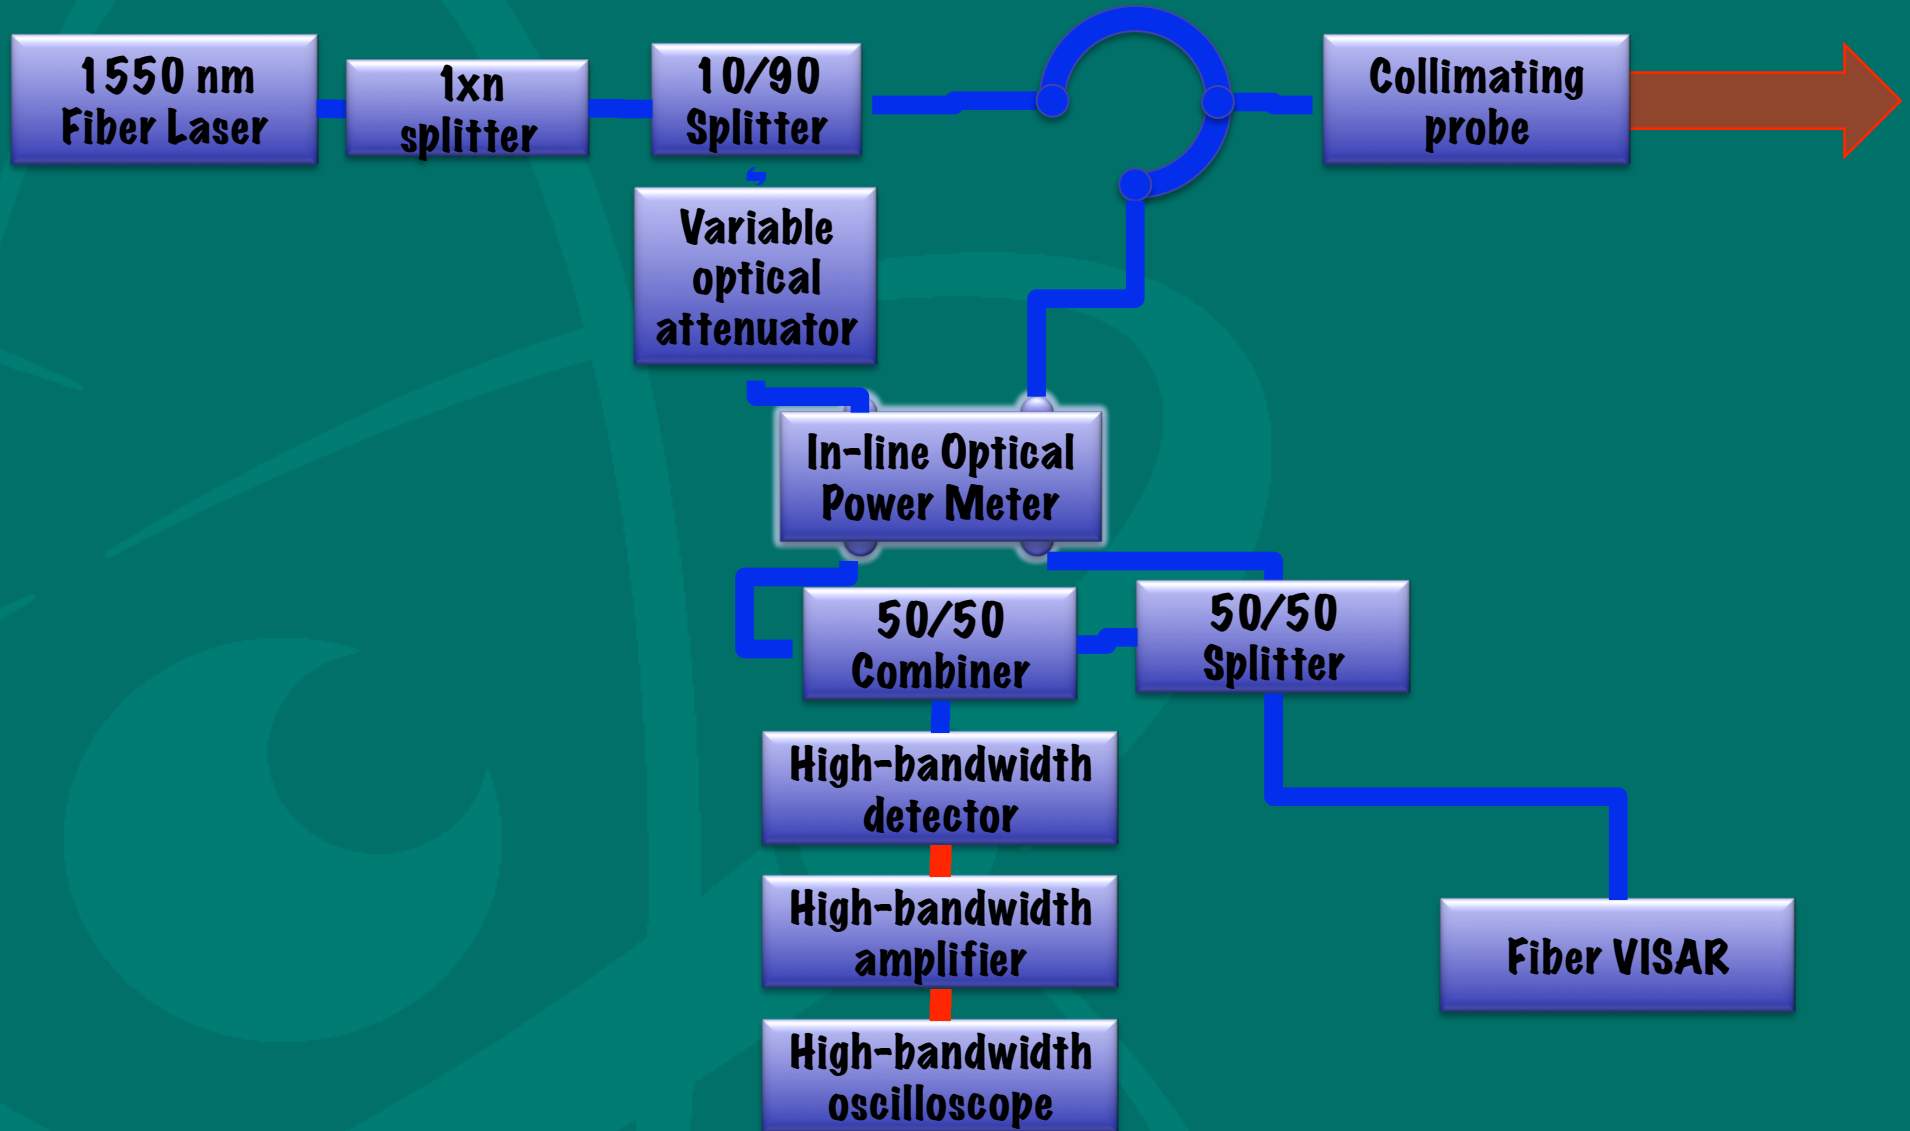 1550 nm
Fiber Laser
1xn
splitter
10/90
Splitter
Collimating
probe
Variable
optical
attenuator
In-line Optical
Power Meter
50/50
Combiner
50/50
Splitter
High-bandwidth
detector
High-bandwidth
amplifier
Fiber VISAR
High-bandwidth
oscilloscope